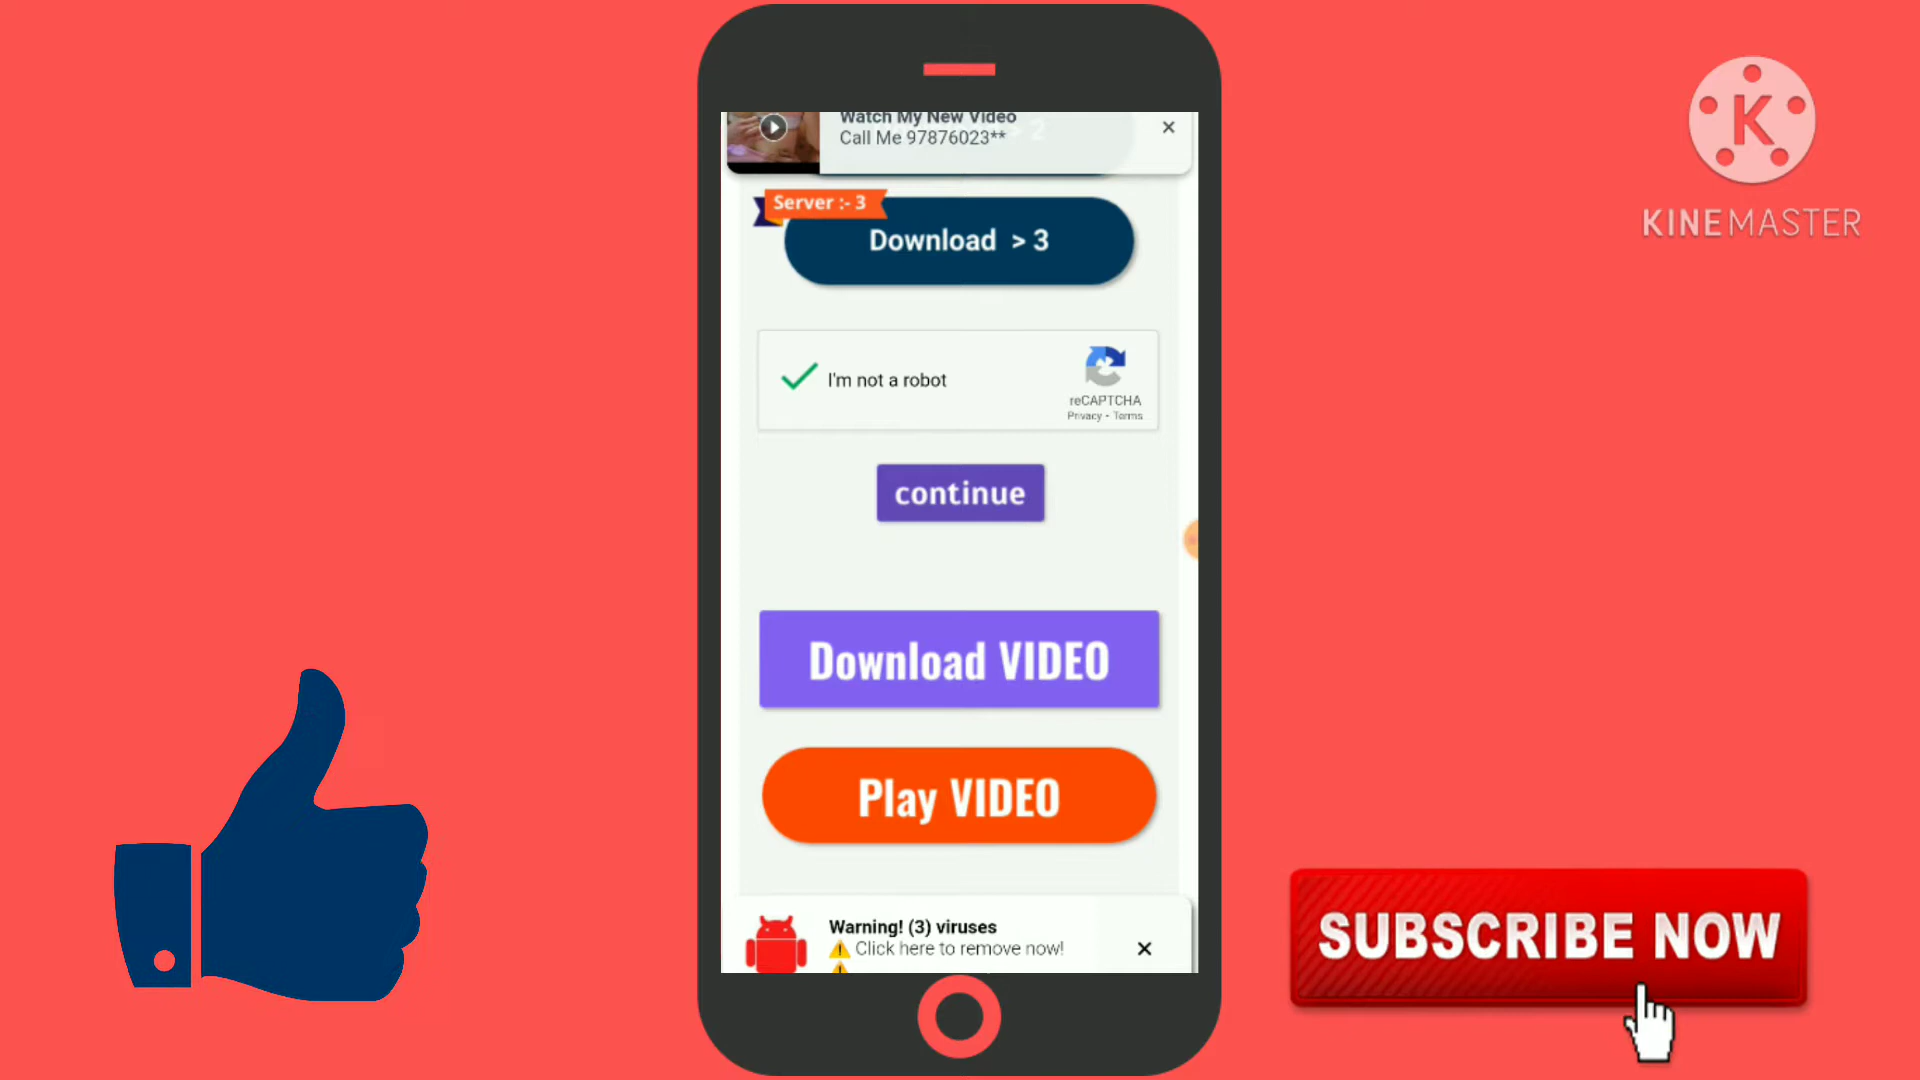 Watch My New Video
Call Me 97876023**
Server :- 3
Download > 3
I'm not a robot
reCAPTCHA
Privacy - Terms
continue
Download VIDEO
Play VIDEO
Warning! (3) viruses
⚠️ Click here to remove now!
KINEMASTER
SUBSCRIBE NOW